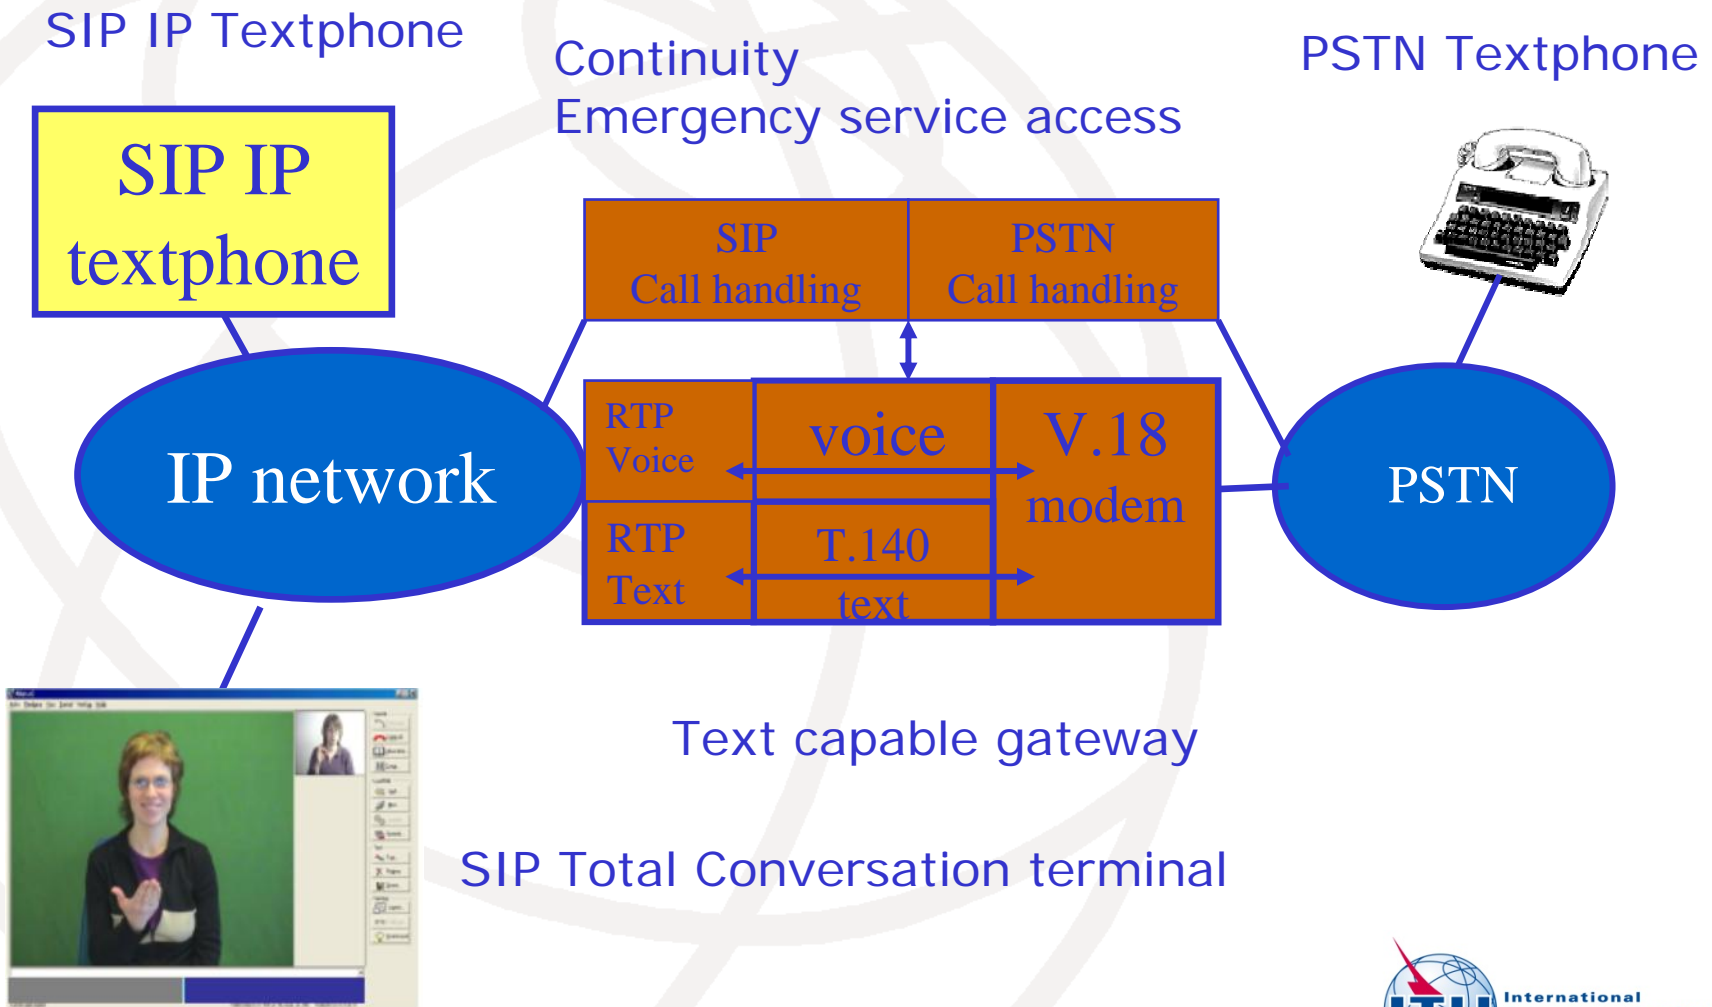 SIP IP Textphone
Continuity
Emergency service access
PSTN Textphone
SIP IP
textphone
SIP
Call handling
PSTN
Call handling
RTP
Voice
voice
V.18
modem
IP network
PSTN
RTP
Text
T.140
text
Text capable gateway
SIP Total Conversation terminal
ITU
International